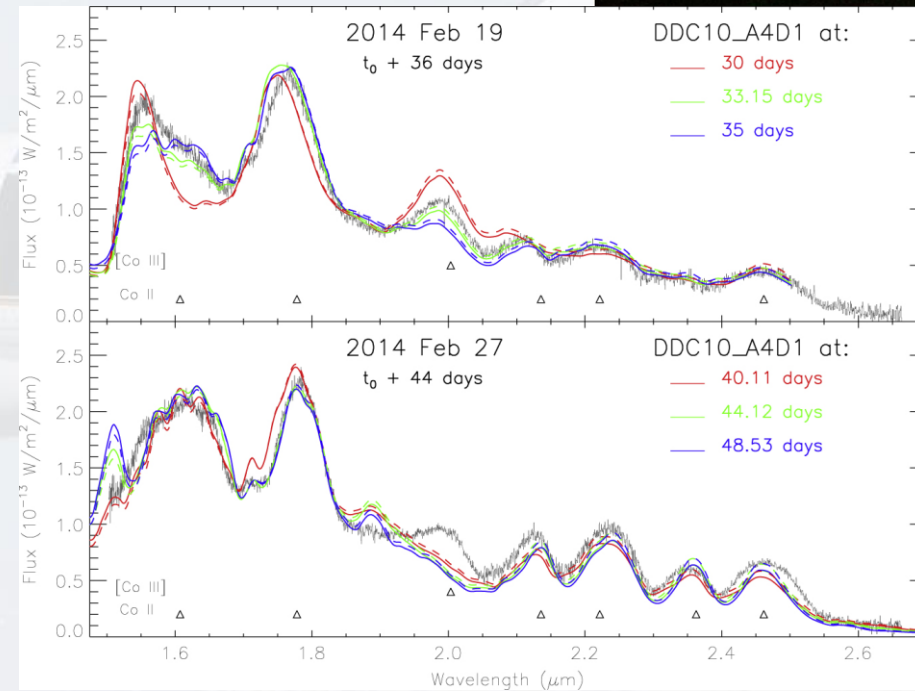 2014 Feb 19
t₀ + 36 days
DDC10_A4D1 at:
30 days
33.15 days
35 days
Flux (10⁻¹³ W/m²/μm)
2.5
2.0
1.5
1.0
0.5
0.0
[Co III]
Co II
2014 Feb 27
t₀ + 44 days
DDC10_A4D1 at:
40.11 days
44.12 days
48.53 days
Flux (10⁻¹³ W/m²/μm)
2.5
2.0
1.5
1.0
0.5
0.0
[Co III]
Co II
1.6 1.8 2.0 2.2 2.4 2.6
Wavelength (μm)